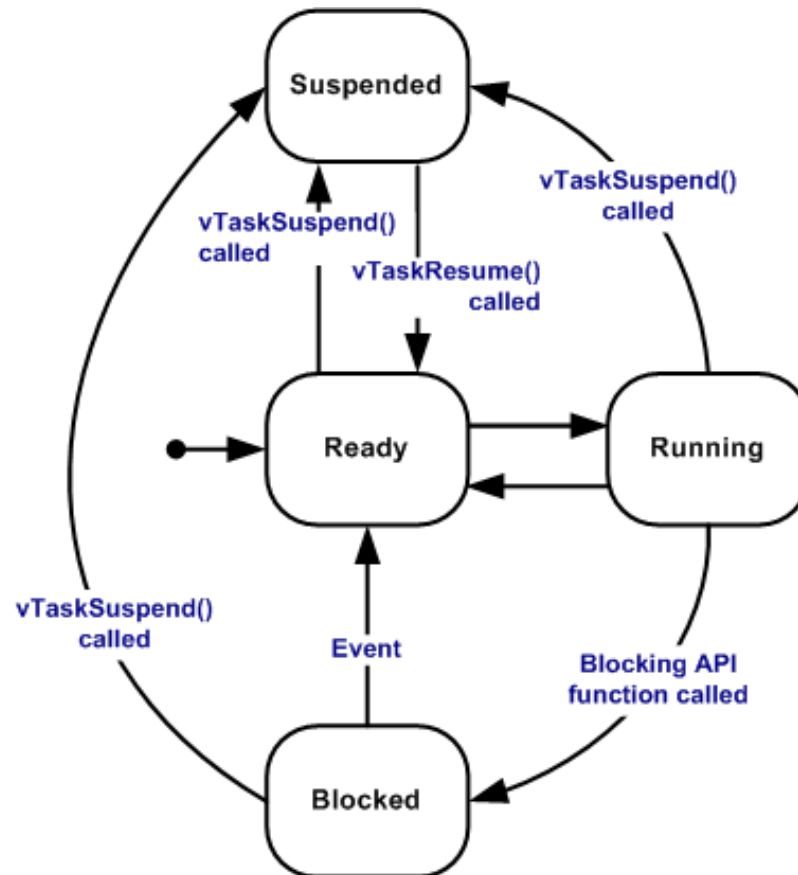 Suspended
vTaskSuspend()
called
vTaskSuspend()
called
vTaskResume()
called
Ready
Running
vTaskSuspend()
called
Event
Blocking API
function called
Blocked